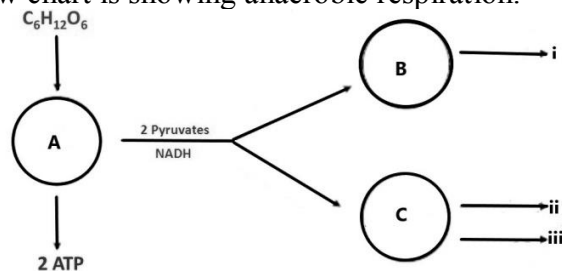 w chart is showing anaerobic respiration.
C₆H₁₂O₆
B
i
A
2 Pyruvates
NADH
C
ii
iii
2 ATP